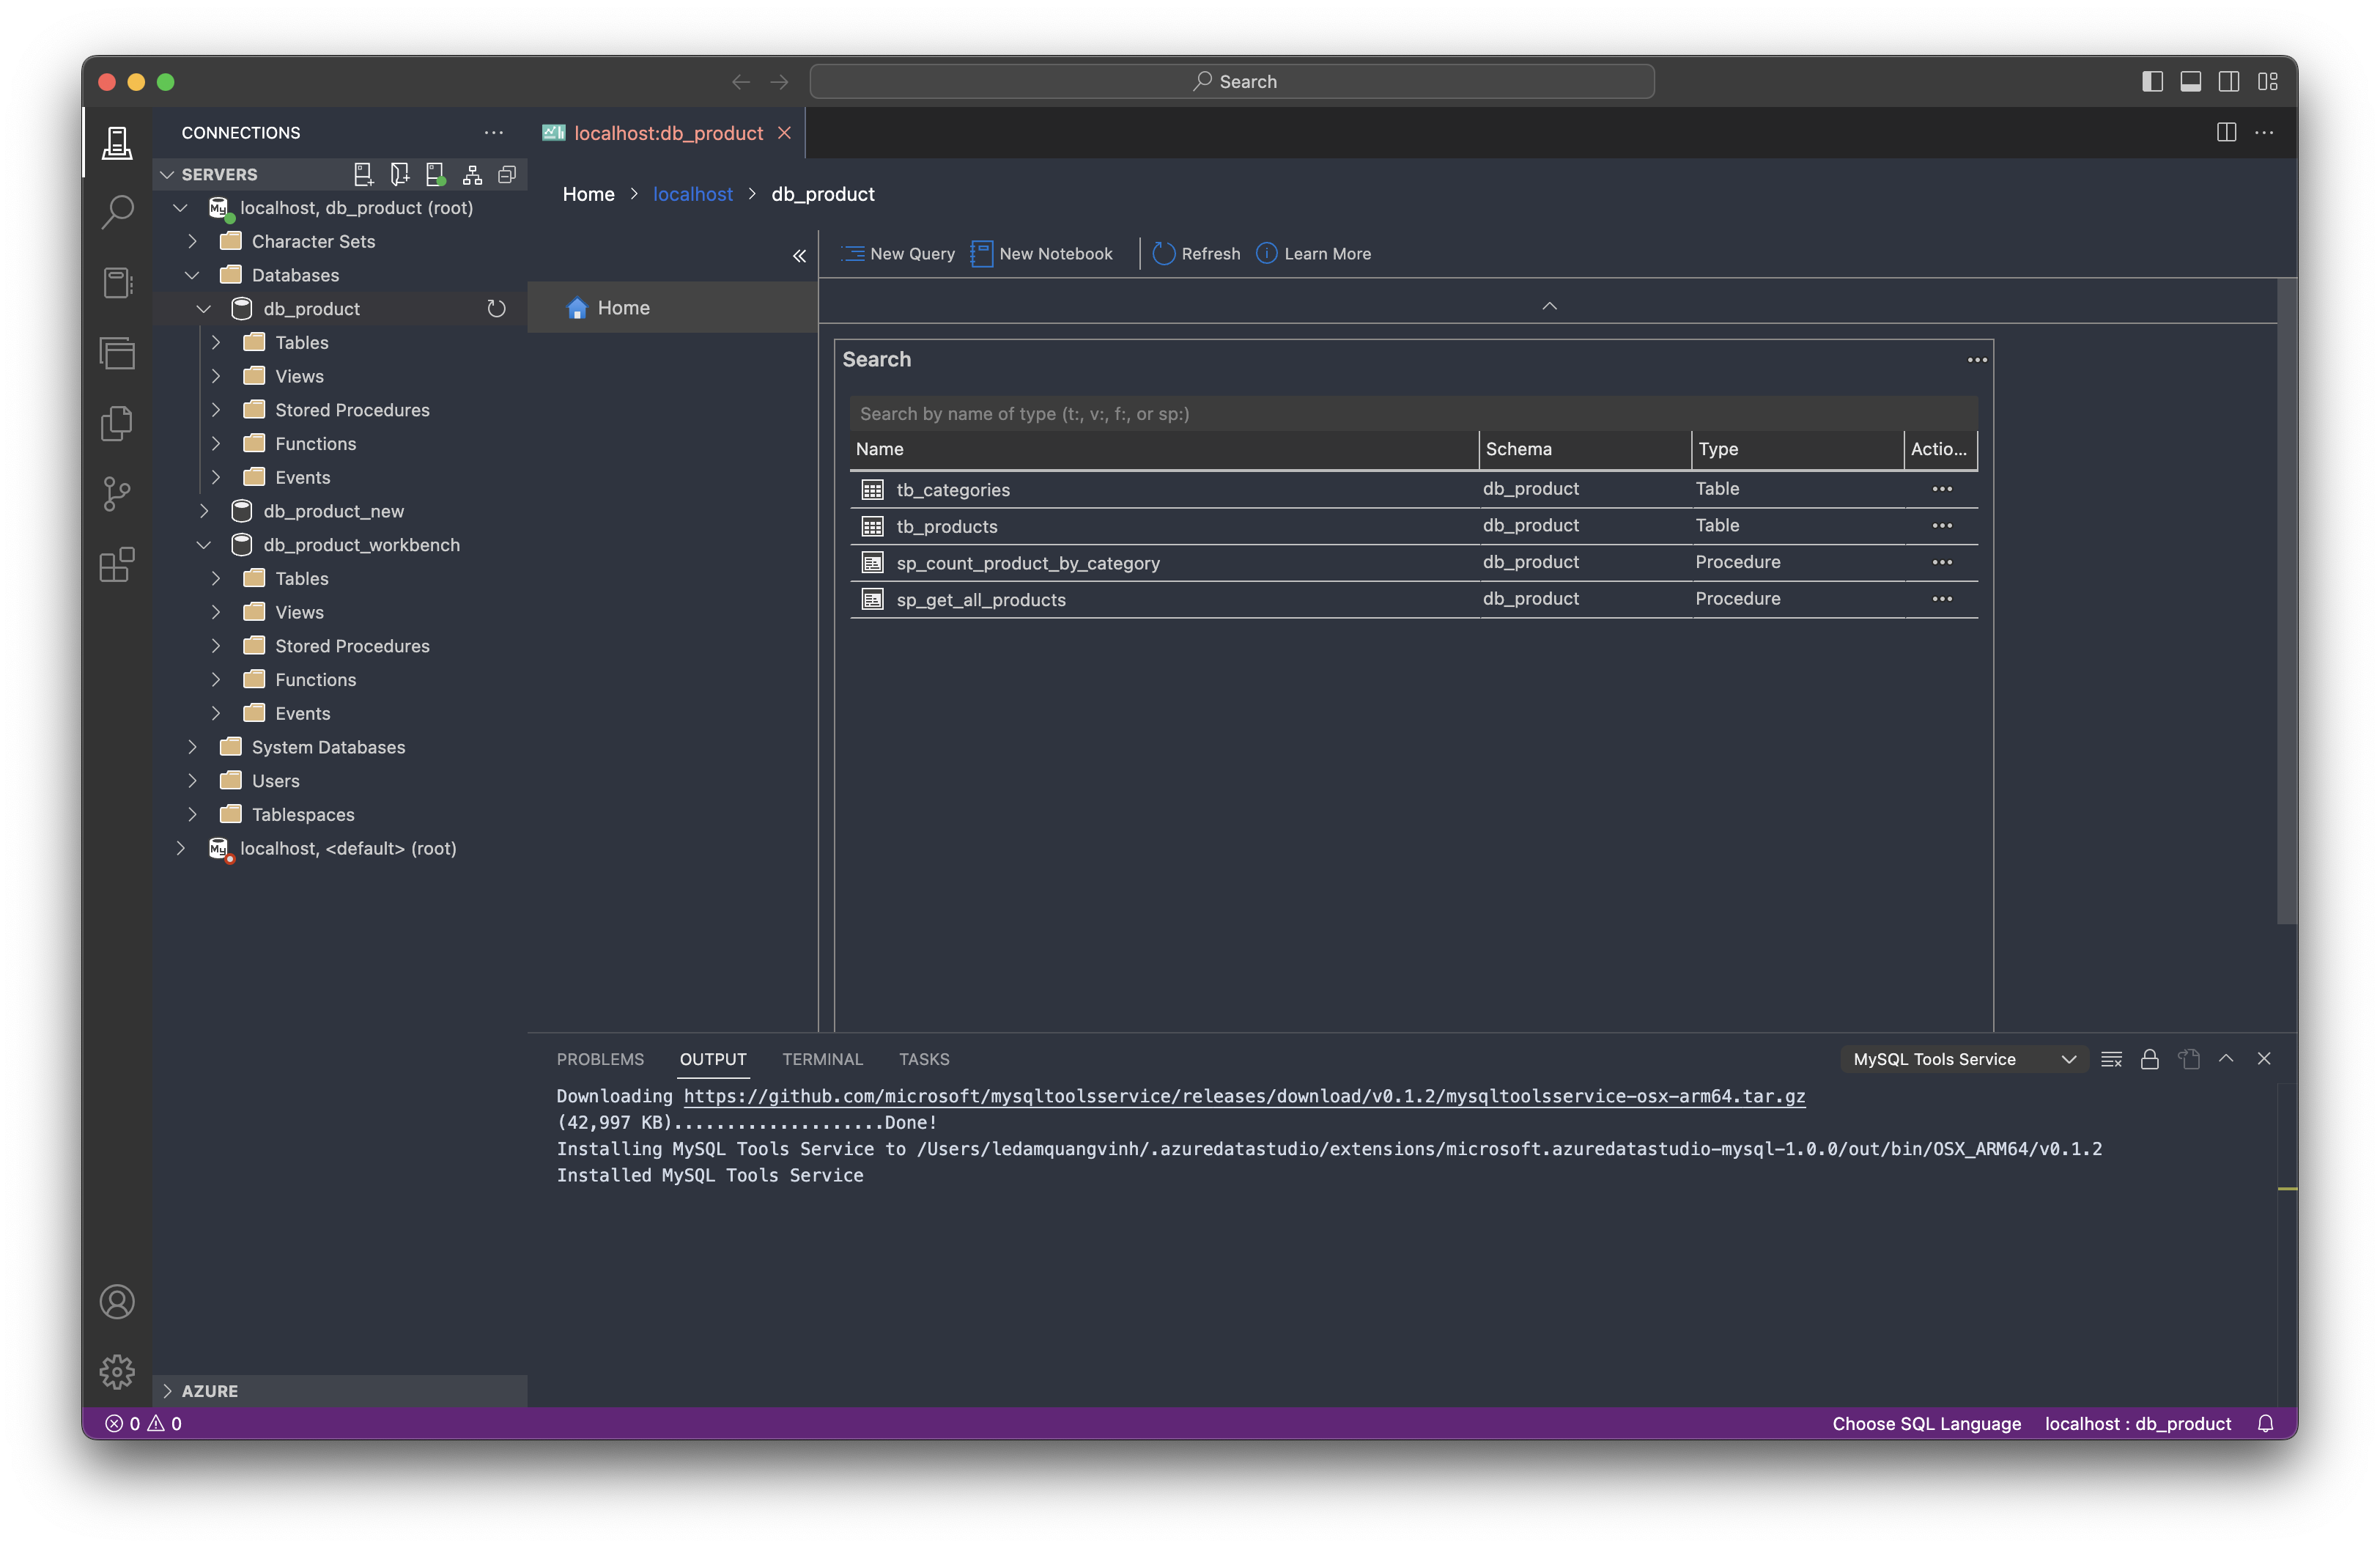 Search
CONNECTIONS
localhost:db_product
SERVERS
localhost, db_product (root)
Character Sets
Databases
db_product
Tables
Views
Stored Procedures
Functions
Events
db_product_new
db_product_workbench
Tables
Views
Stored Procedures
Functions
Events
System Databases
Users
Tablespaces
localhost, <default> (root)
AZURE
Home > localhost > db_product
New Query New Notebook Refresh Learn More
Home
Search
Search by name of type (t:, v:, f:, or sp:)
Name Schema Type Actio...
tb_categories db_product Table
tb_products db_product Table
sp_count_product_by_category db_product Procedure
sp_get_all_products db_product Procedure
PROBLEMS OUTPUT TERMINAL TASKS MySQL Tools Service
Downloading https://github.com/microsoft/mysqltoolsservice/releases/download/v0.1.2/mysqltoolsservice-osx-arm64.tar.gz
(42,997 KB)....................Done!
Installing MySQL Tools Service to /Users/ledamquangvinh/.azuredatastudio/extensions/microsoft.azuredatastudio-mysql-1.0.0/out/bin/OSX_ARM64/v0.1.2
Installed MySQL Tools Service
0 0 Choose SQL Language localhost : db_product